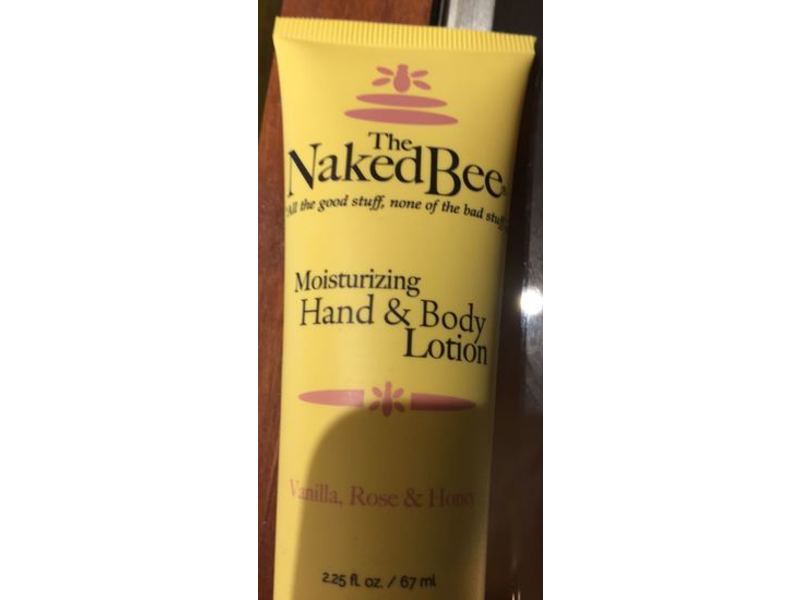 The
NakedBee®
"All the good stuff, none of the bad stuff"
Moisturizing
Hand & Body
Lotion
Vanilla, Rose & Honey
2.25 fl. oz. / 67 ml